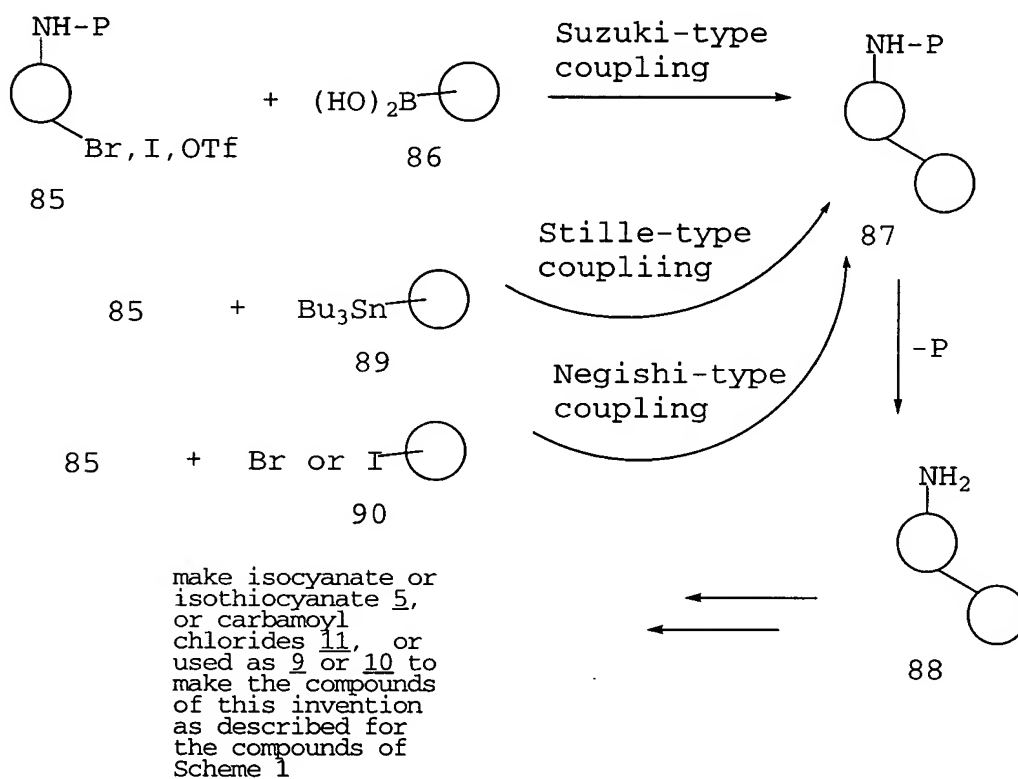 NH-P
Suzuki-type
coupling
NH-P
+ (HO)₂B
Br,I,OTf
86
85
87
Stille-type
coupliing
85 + Bu₃Sn
89
-P
Negishi-type
coupling
85 + Br or I
90
NH₂
make isocyanate or
isothiocyanate 5,
or carbamoyl
chlorides 11, or
used as 9 or 10 to
make the compounds
of this invention
as described for
the compounds of
Scheme 1
88